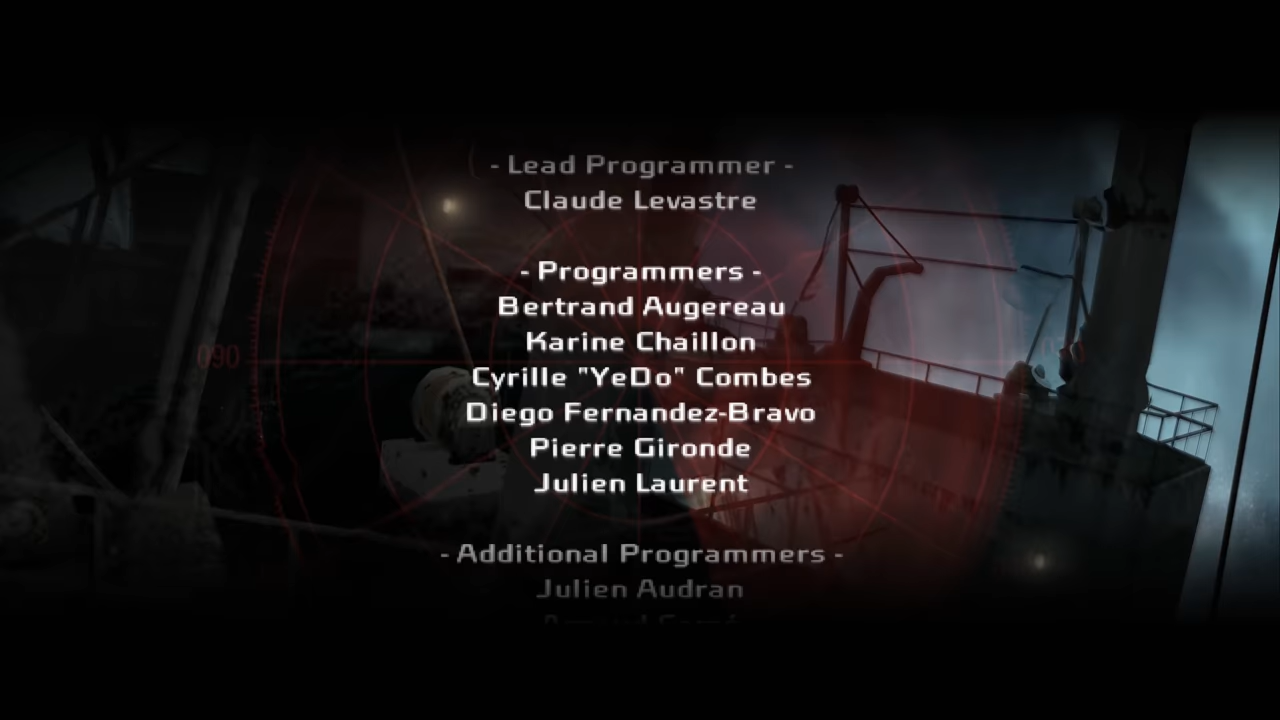 - Lead Programmer -
Claude Levastre
- Programmers -
Bertrand Augereau
Karine Chaillon
Cyrille "YeDo" Combes
090
Diego Fernandez-Bravo
Pierre Gironde
Julien Laurent
- Additional Programmers -
Julien Audran